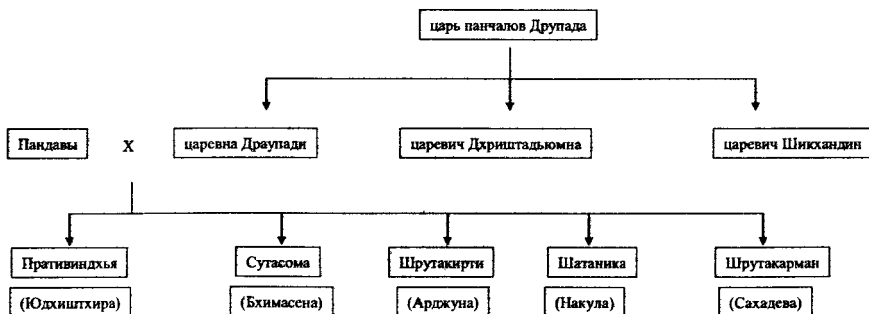 царь панчалов Друпада
Пандавы X царевна Драупади царевич Дхриштадьюмна царевич Шикхандин
Пративиндхья Сутасома Шрутакирти Шатаника Шрутакарман
(Юдхиштхира) (Бхимасена) (Арджуна) (Накула) (Сахадева)